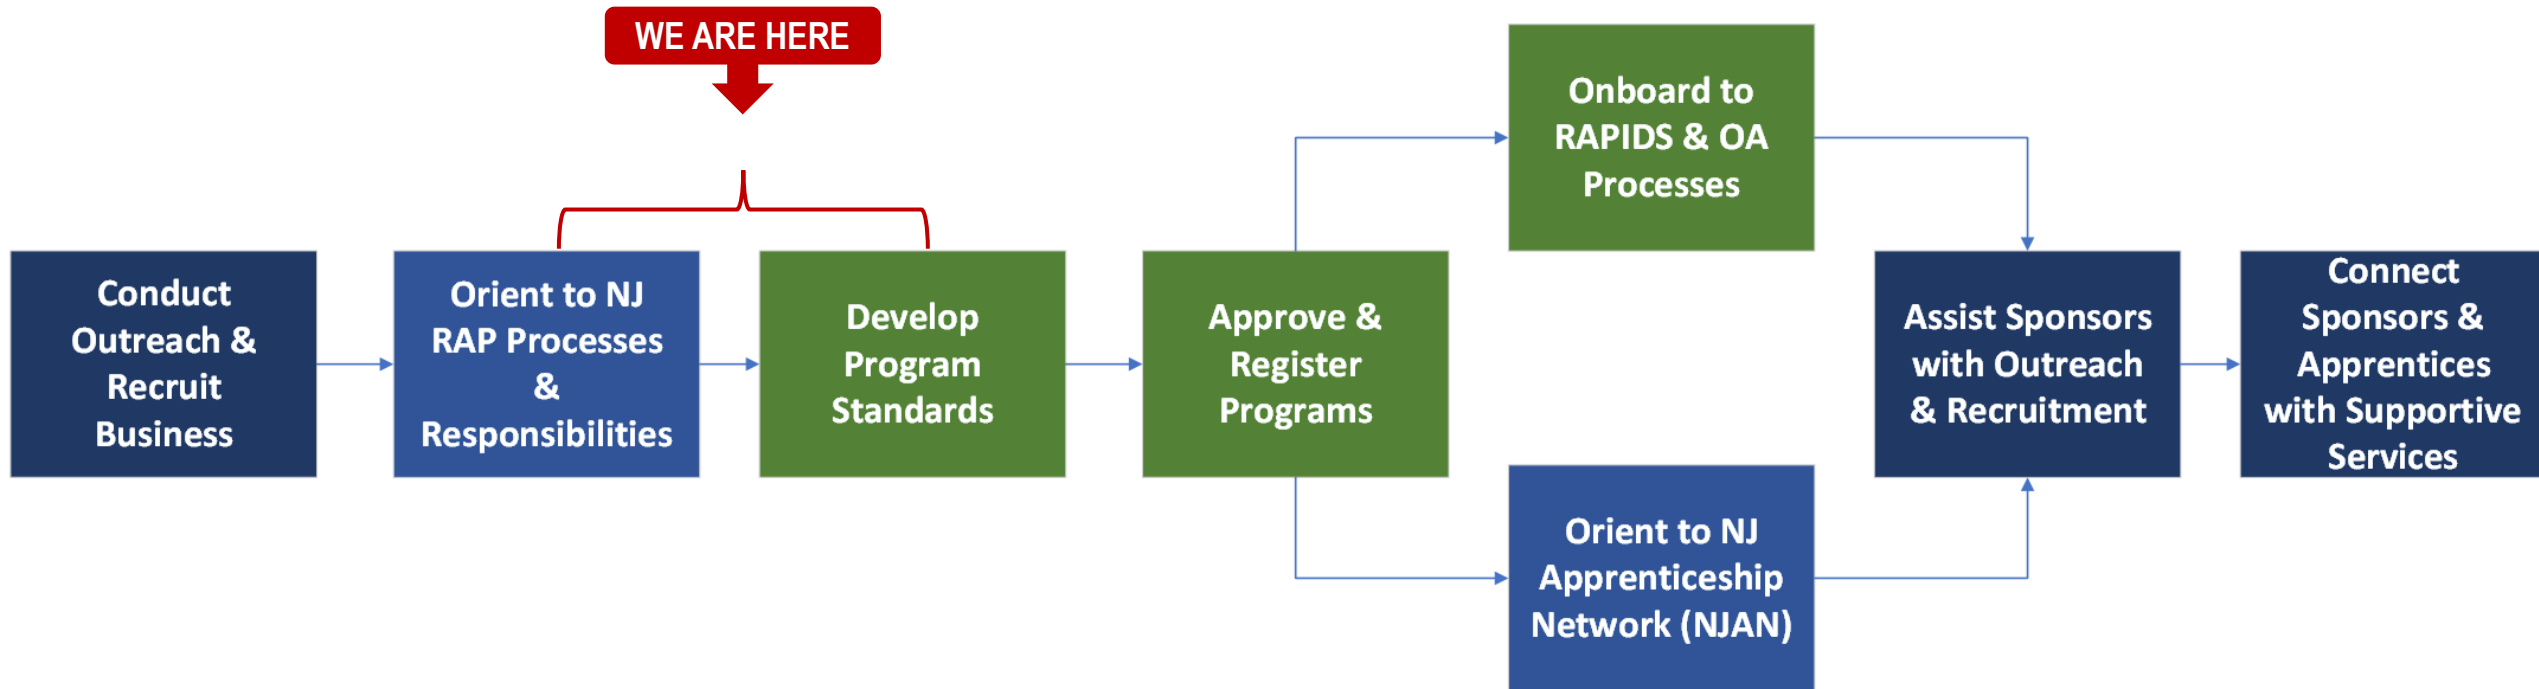 WE ARE HERE
Conduct
Outreach &
Recruit
Business
Orient to NJ
RAP Processes
&
Responsibilities
Develop
Program
Standards
Approve &
Register
Programs
Onboard to
RAPIDS & OA
Processes
Orient to NJ
Apprenticeship
Network (NJAN)
Assist Sponsors
with Outreach
& Recruitment
Connect
Sponsors &
Apprentices
with Supportive
Services